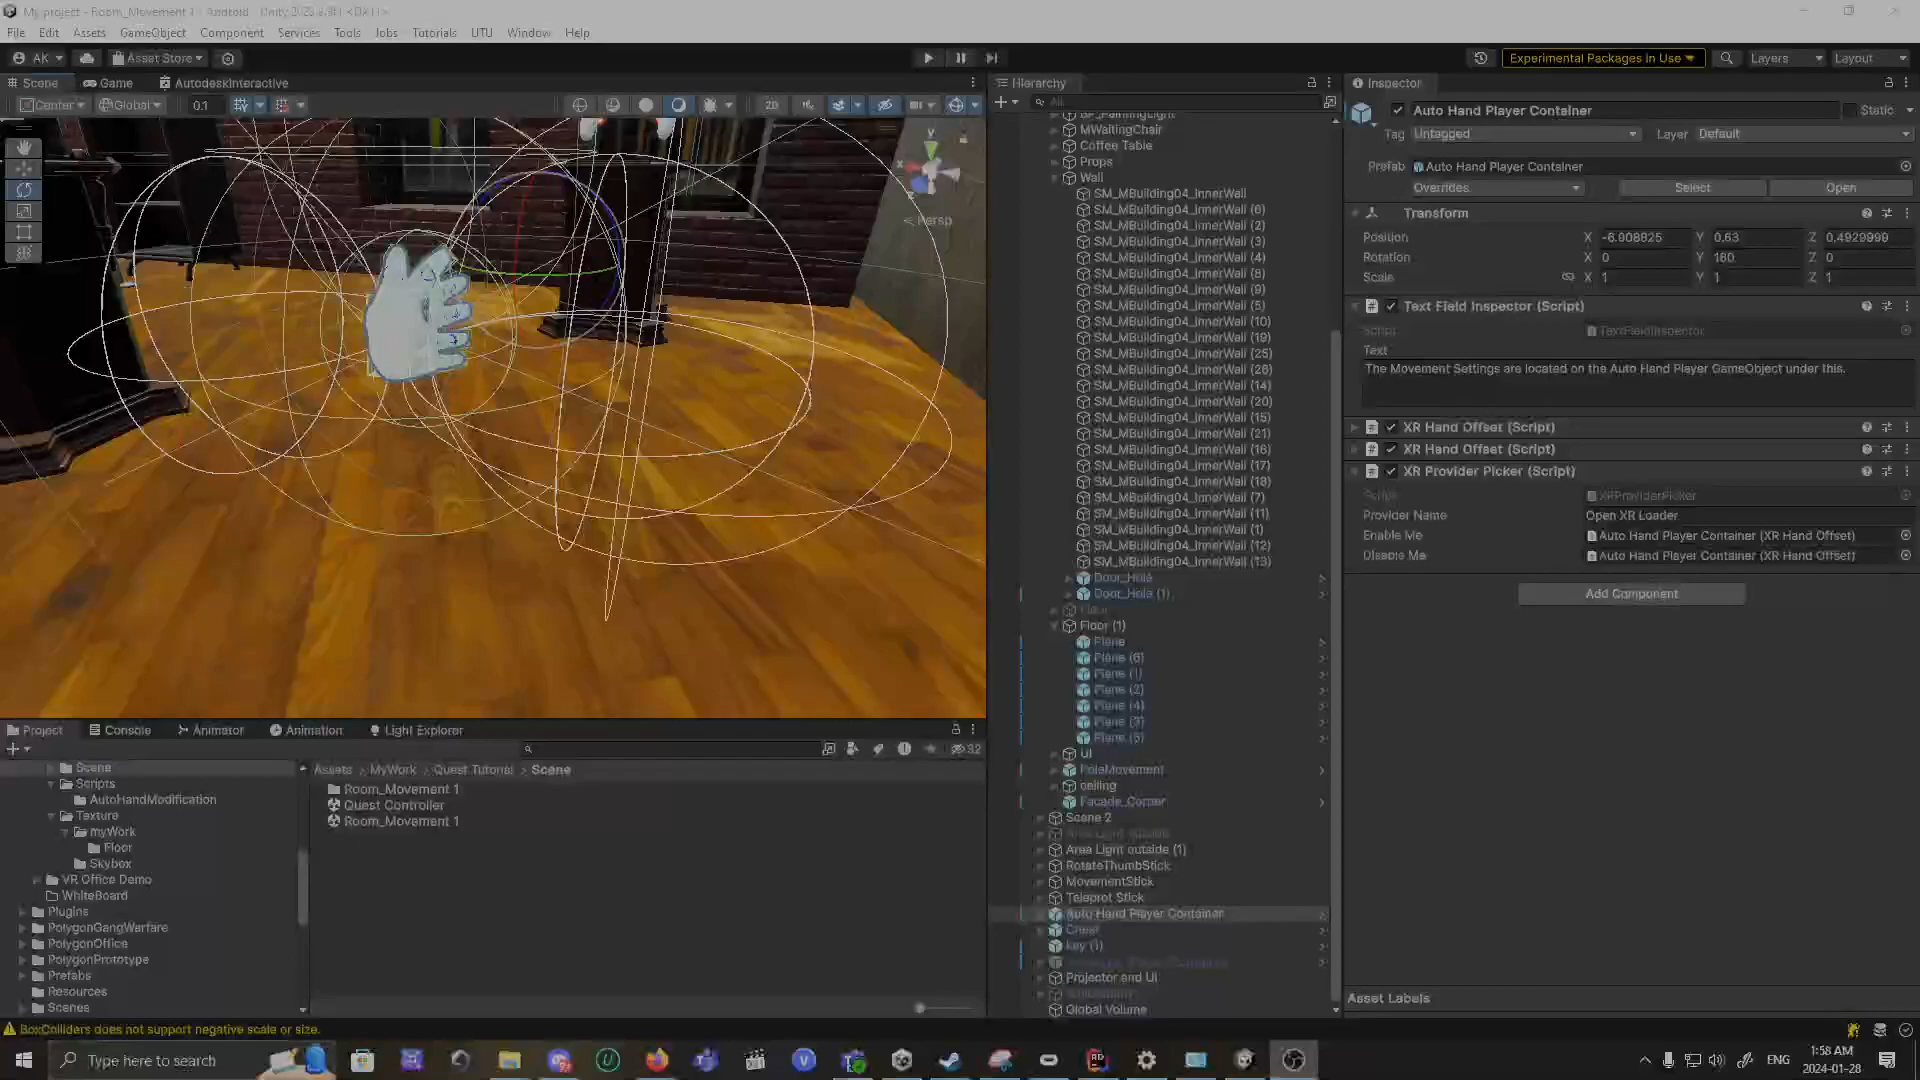 My project - Room_Movement 1 - Android - Unity
File Edit Assets GameObject Component Services Tools Jobs Tutorials UTU Window Help
AK Asset Store Experimental Packages In Use Layers Layout
Scene Game AutodeskInteractive
Center Global 0.1 2D
Persp
y
Hierarchy
All
MWaitingChair
Coffee Table
Props
Wall
SM_MBuilding04_InnerWall
SM_MBuilding04_InnerWall (6)
SM_MBuilding04_InnerWall (2)
SM_MBuilding04_InnerWall (3)
SM_MBuilding04_InnerWall (4)
SM_MBuilding04_InnerWall (8)
SM_MBuilding04_InnerWall (9)
SM_MBuilding04_InnerWall (5)
SM_MBuilding04_InnerWall (10)
SM_MBuilding04_InnerWall (19)
SM_MBuilding04_InnerWall (25)
SM_MBuilding04_InnerWall (26)
SM_MBuilding04_InnerWall (14)
SM_MBuilding04_InnerWall (20)
SM_MBuilding04_InnerWall (15)
SM_MBuilding04_InnerWall (21)
SM_MBuilding04_InnerWall (16)
SM_MBuilding04_InnerWall (17)
SM_MBuilding04_InnerWall (18)
SM_MBuilding04_InnerWall (7)
SM_MBuilding04_InnerWall (11)
SM_MBuilding04_InnerWall (1)
SM_MBuilding04_InnerWall (12)
SM_MBuilding04_InnerWall (13)
Door_Hola
Door_Hola (1)
Floor
Floor (1)
Plane
Plane (6)
Plane (1)
Plane (2)
Plane (4)
Plane (3)
Plane (5)
UI
PoleMovement
ceiling
Facade_Corner
Scene 2
Area Light outside
Area Light outside (1)
RotateThumbStick
MovementStick
Teleprot Stick
Auto Hand Player Container
Chest
key (1)
Projector and UI
Global Volume
Inspector
Auto Hand Player Container Static
Tag Untagged Layer Default
Prefab Auto Hand Player Container
Overrides Select Open
Transform
Position X -6.908825 Y 0.63 Z 0.4929999
Rotation X 0 Y 180 Z 0
Scale X 1 Y 1 Z 1
Text Field Inspector (Script)
Script TextFieldInspector
Text
The Movement Settings are located on the Auto Hand Player GameObject under this.
XR Hand Offset (Script)
XR Hand Offset (Script)
XR Provider Picker (Script)
Script XRProviderPicker
Provider Name Open XR Loader
Enable Me Auto Hand Player Container (XR Hand Offset)
Disable Me Auto Hand Player Container (XR Hand Offset)
Add Component
Asset Labels
Project Console Animator Animation Light Explorer
32
Scene
Scripts
AutoHandModification
Texture
myWork
Floor
Skybox
VR Office Demo
WhiteBoard
Plugins
PolygonGangWarfare
PolygonOffice
PolygonPrototype
Prefabs
Resources
Scenes
Assets > MyWork > Quest Tutorial > Scene
Room_Movement 1
Quest Controller
Room_Movement 1
BoxColliders does not support negative scale or size.
Type here to search
ENG
1:58 AM
2024-01-28